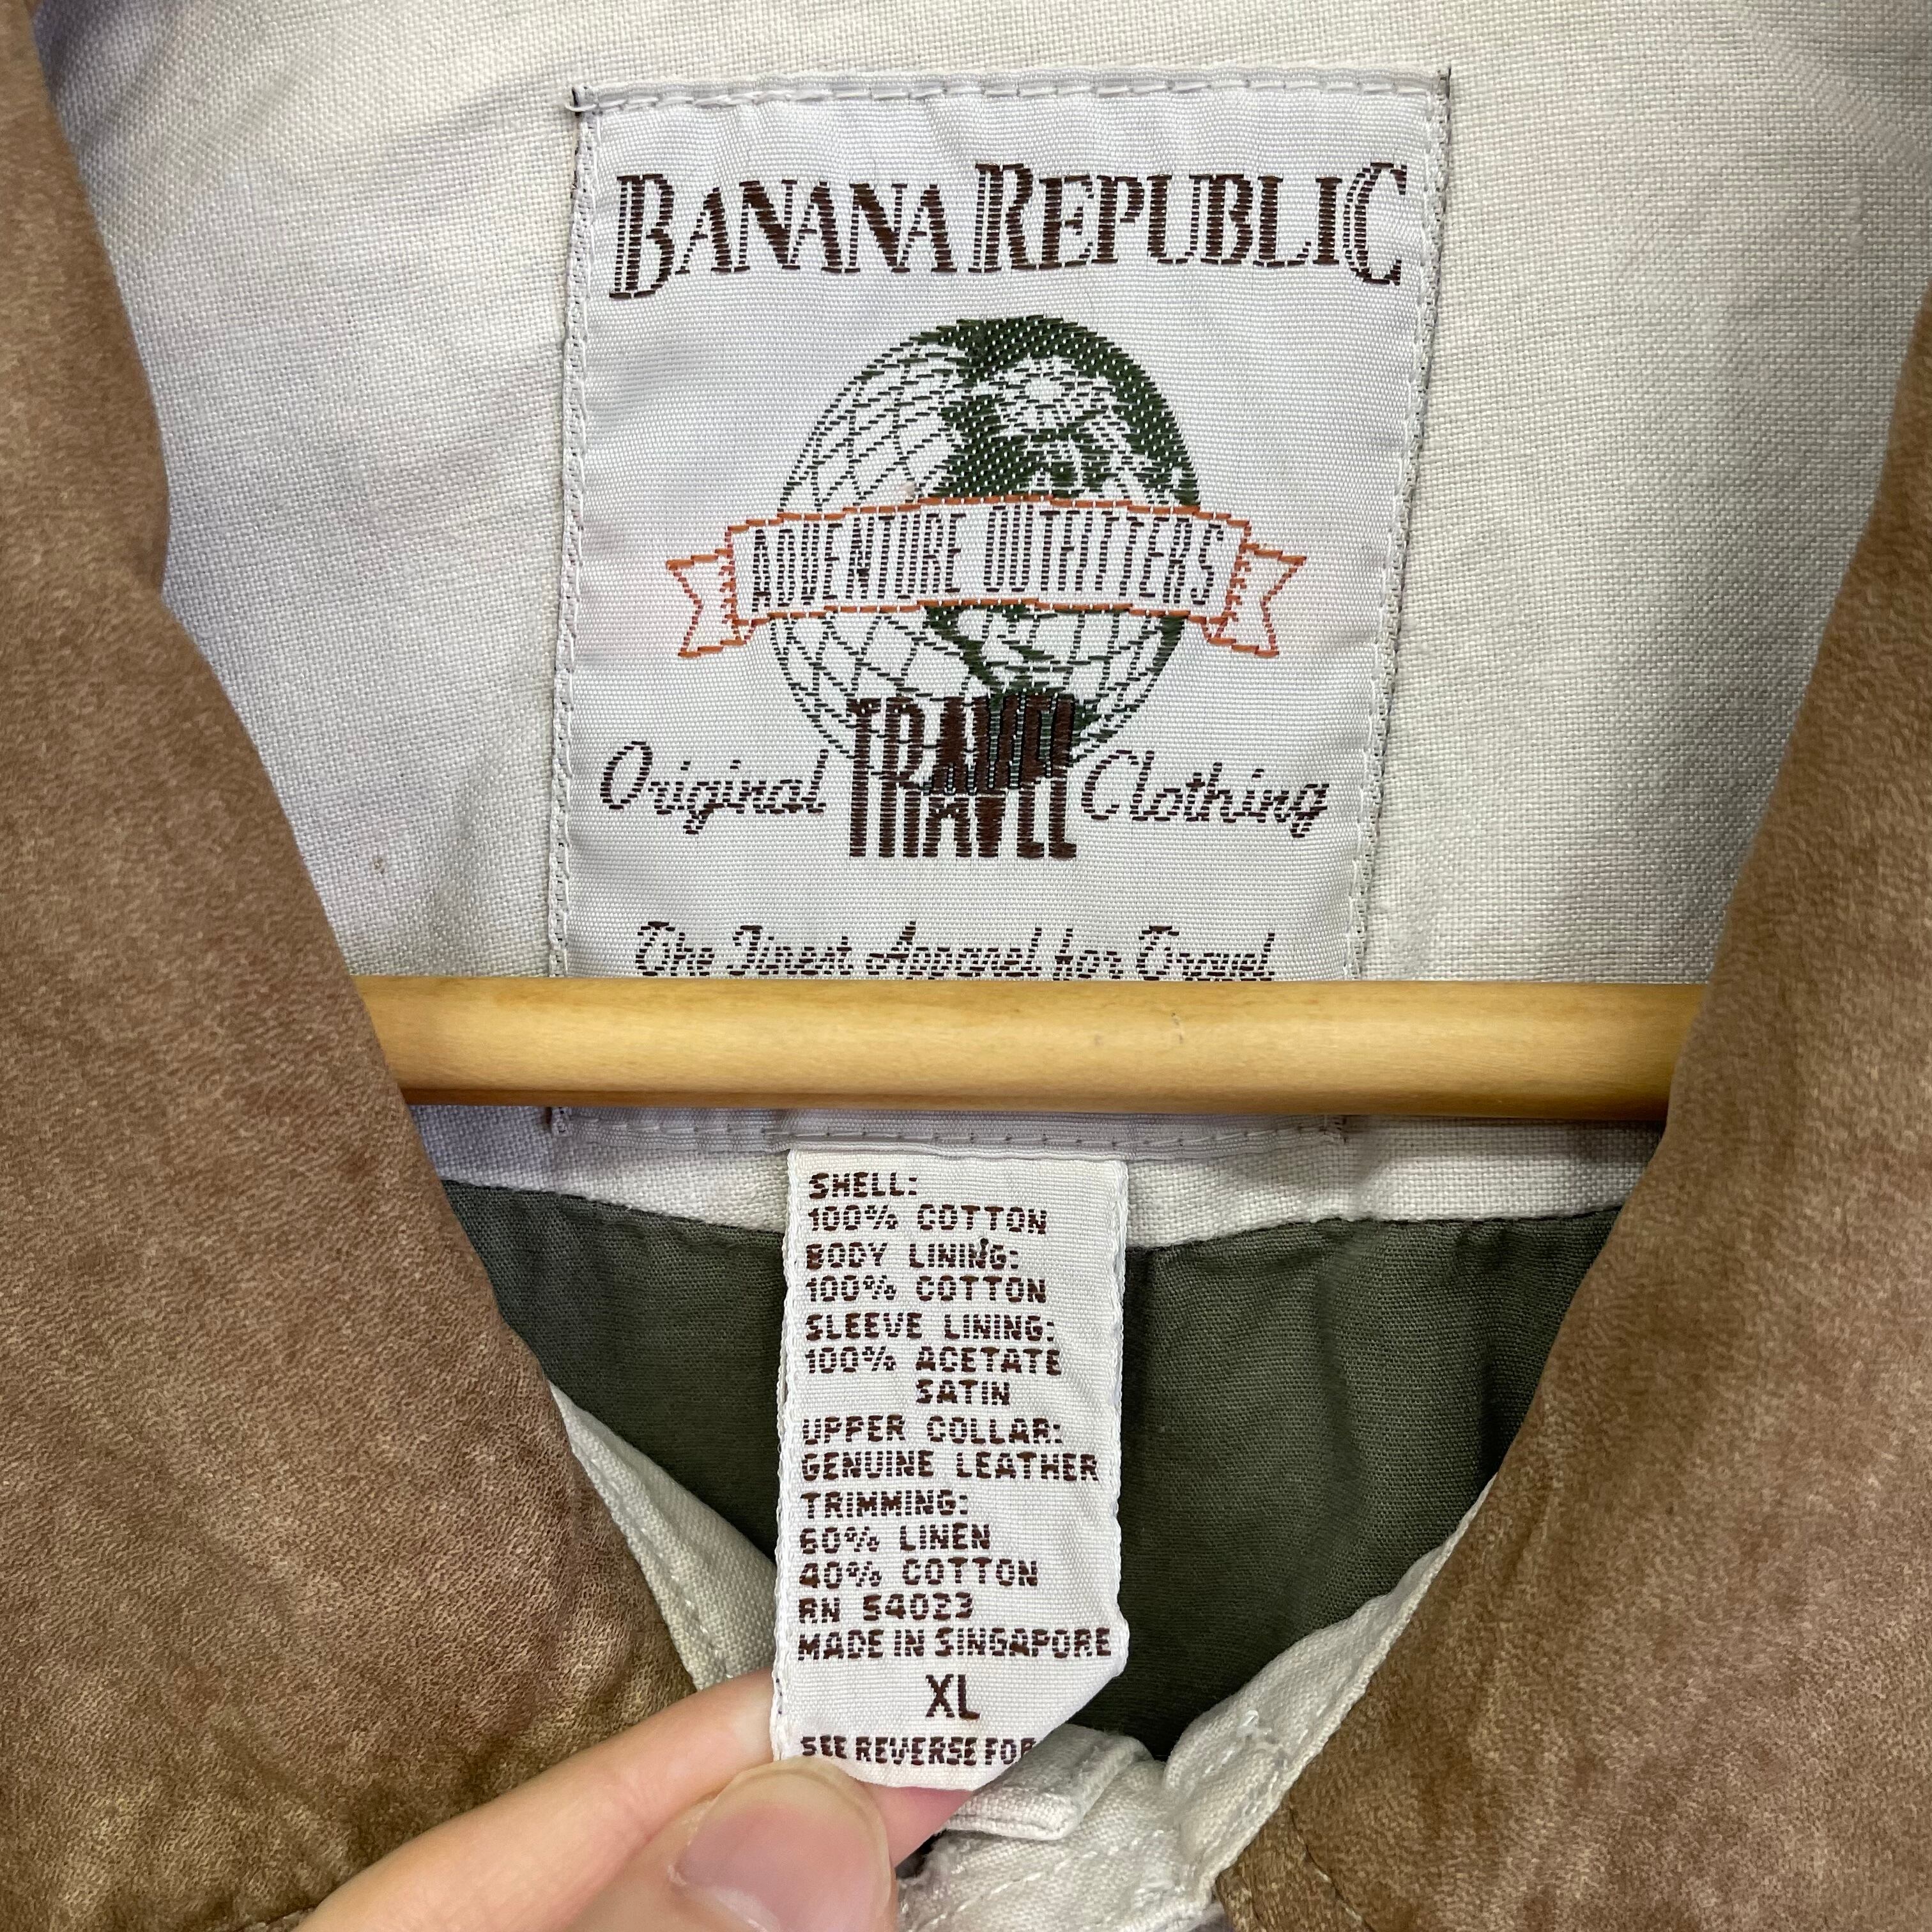 BANANA REPUBLIC
ADVENTURE OUTFITTERS
Original TRAVEL Clothing
The Finest Apparel for Travel
SHELL:
100% COTTON
BODY LINING:
100% COTTON
SLEEVE LINING:
100% ACETATE
SATIN
UPPER COLLAR:
GENUINE LEATHER
TRIMMING:
60% LINEN
40% COTTON
RN 54023
MADE IN SINGAPORE
XL
SEE REVERSE FOR